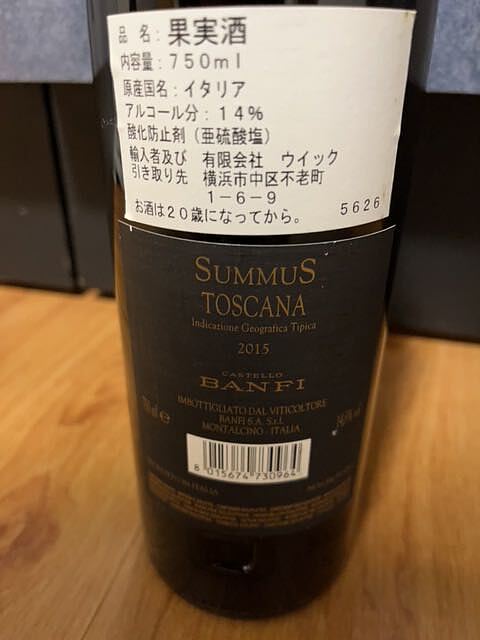 品 名:果実酒
内容量:750ml
原産国名:イタリア
アルコール分:14%
酸化防止剤(亜硫酸塩)
輸入者及び 有限会社 ウイック
引き取り先 横浜市中区不老町
1-6-9
お酒は20歳になってから。 5626
SUMMUS
TOSCANA
Indicazione Geografica Tipica
2015
CASTELLO
BANFI
IMBOTTIGLIATO DAL VITICOLTORE
BANFI S.A. S.r.l.
MONTALCINO - ITALIA
8 015674 730964